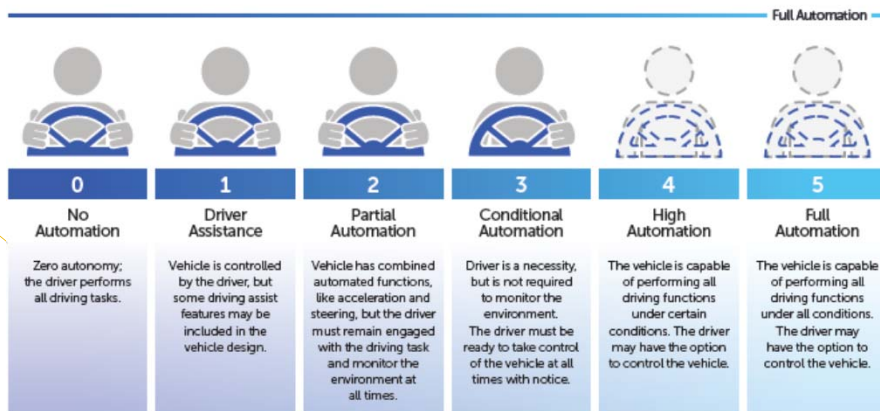 Full Automation
0
No
Automation
Zero autonomy;
the driver performs
all driving tasks.
1
Driver
Assistance
Vehicle is controlled
by the driver, but
some driving assist
features may be
included in the
vehicle design.
2
Partial
Automation
Vehicle has combined
automated functions,
like acceleration and
steering, but the driver
must remain engaged
with the driving task
and monitor the
environment at
all times.
3
Conditional
Automation
Driver is a necessity,
but is not required
to monitor the
environment.
The driver must be
ready to take control
of the vehicle at all
times with notice.
4
High
Automation
The vehicle is capable
of performing all
driving functions
under certain
conditions. The driver
may have the option
to control the vehicle.
5
Full
Automation
The vehicle is capable
of performing all
driving functions
under all conditions.
The driver may
have the option to
control the vehicle.